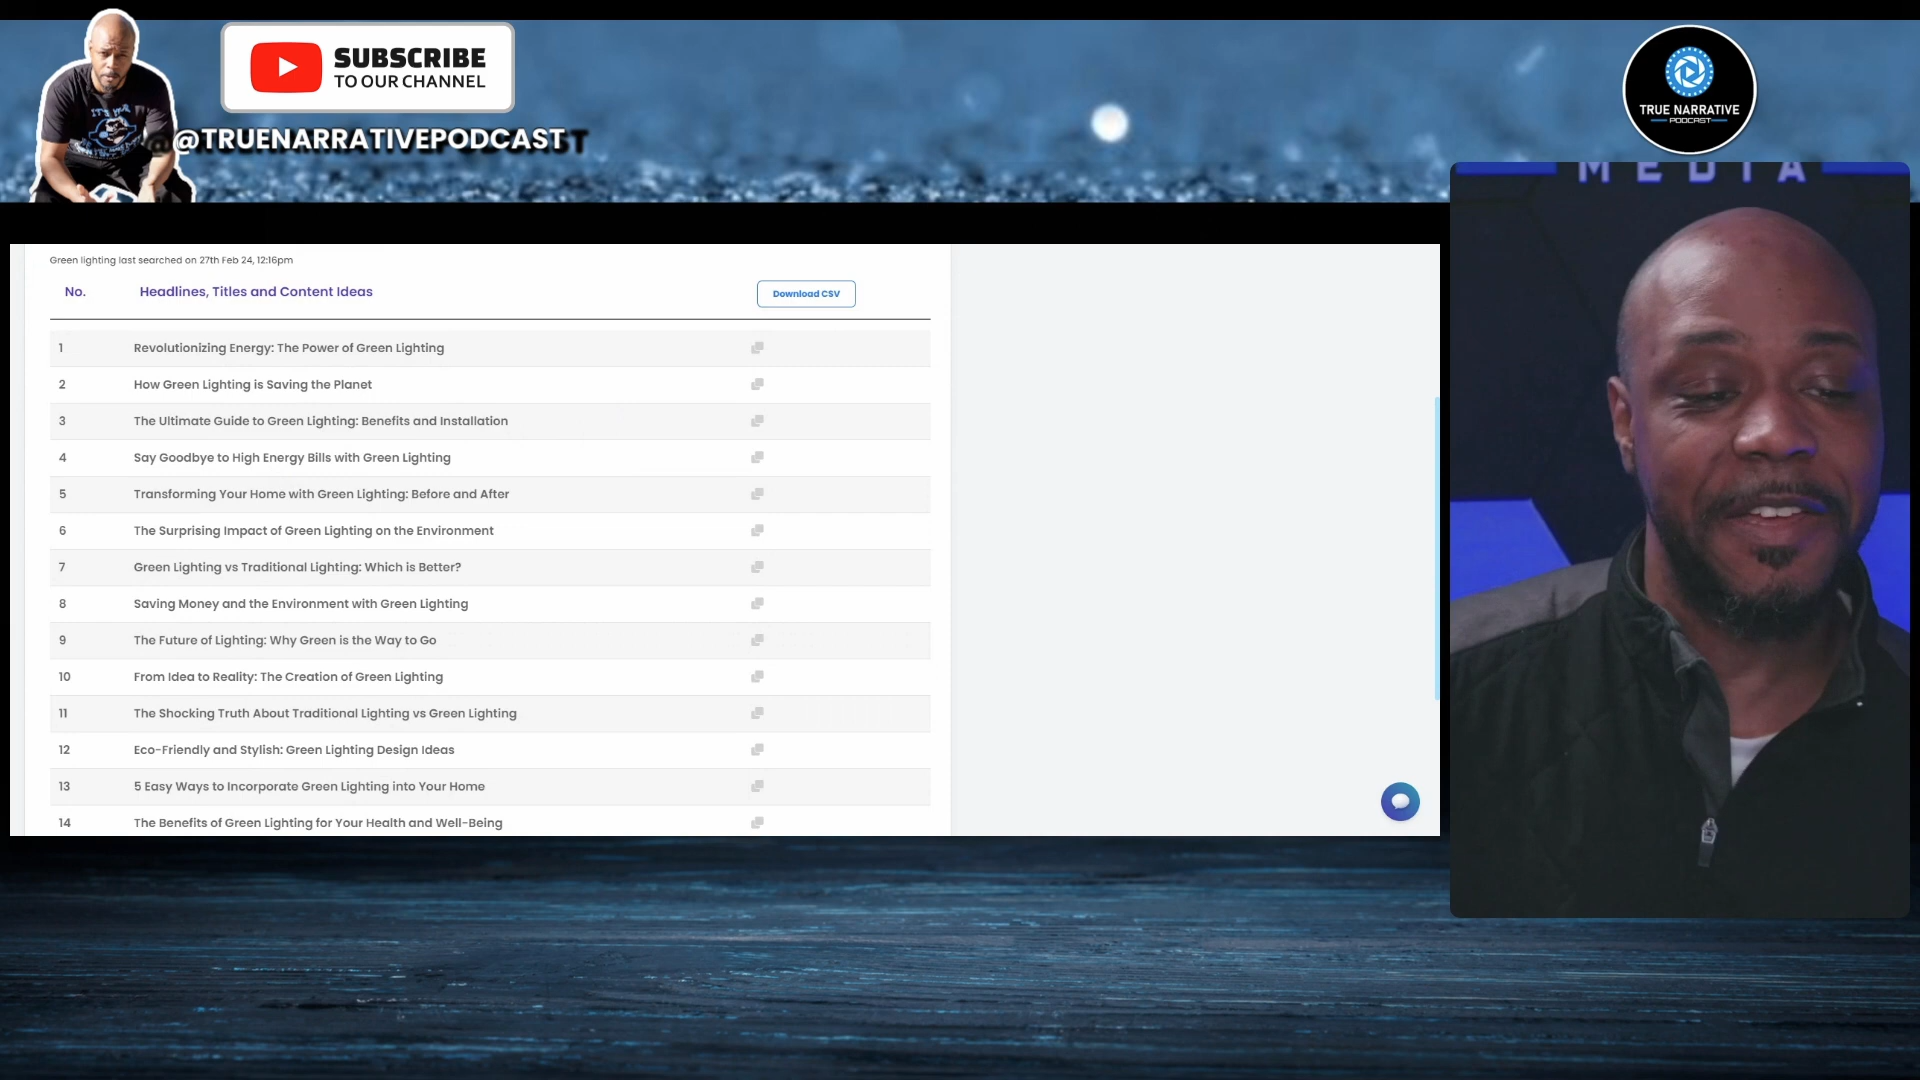 SUBSCRIBE
TO OUR CHANNEL
@TRUENARRATIVEPODCAST
TRUE NARRATIVE
PODCAST
MEDIA
Green lighting last searched on 27th Feb 24, 12:16pm
No. Headlines, Titles and Content Ideas Download CSV
1 Revolutionizing Energy: The Power of Green Lighting
2 How Green Lighting is Saving the Planet
3 The Ultimate Guide to Green Lighting: Benefits and Installation
4 Say Goodbye to High Energy Bills with Green Lighting
5 Transforming Your Home with Green Lighting: Before and After
6 The Surprising Impact of Green Lighting on the Environment
7 Green Lighting vs Traditional Lighting: Which is Better?
8 Saving Money and the Environment with Green Lighting
9 The Future of Lighting: Why Green is the Way to Go
10 From Idea to Reality: The Creation of Green Lighting
11 The Shocking Truth About Traditional Lighting vs Green Lighting
12 Eco-Friendly and Stylish: Green Lighting Design Ideas
13 5 Easy Ways to Incorporate Green Lighting into Your Home
14 The Benefits of Green Lighting for Your Health and Well-Being